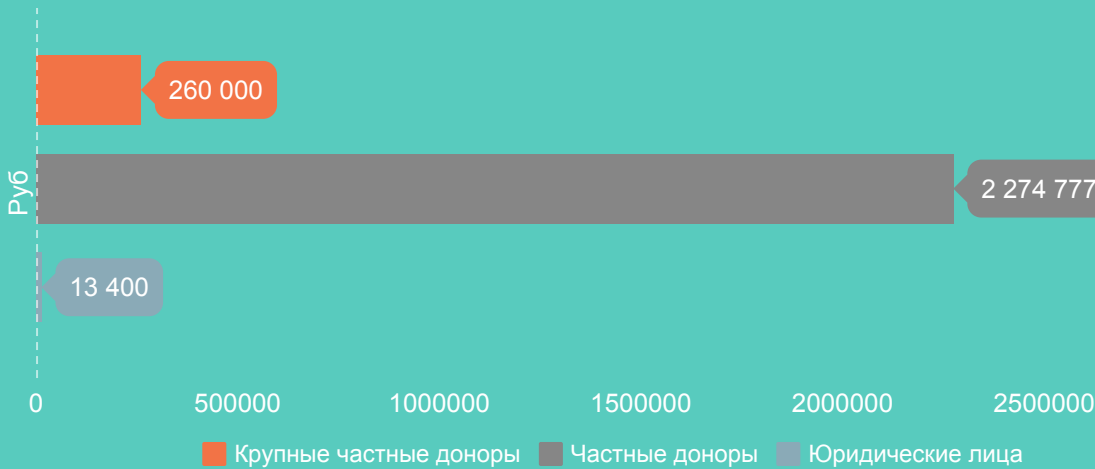 260 000
Руб
2 274 777
13 400
0 500000 1000000 1500000 2000000 2500000
Крупные частные доноры Частные доноры Юридические лица